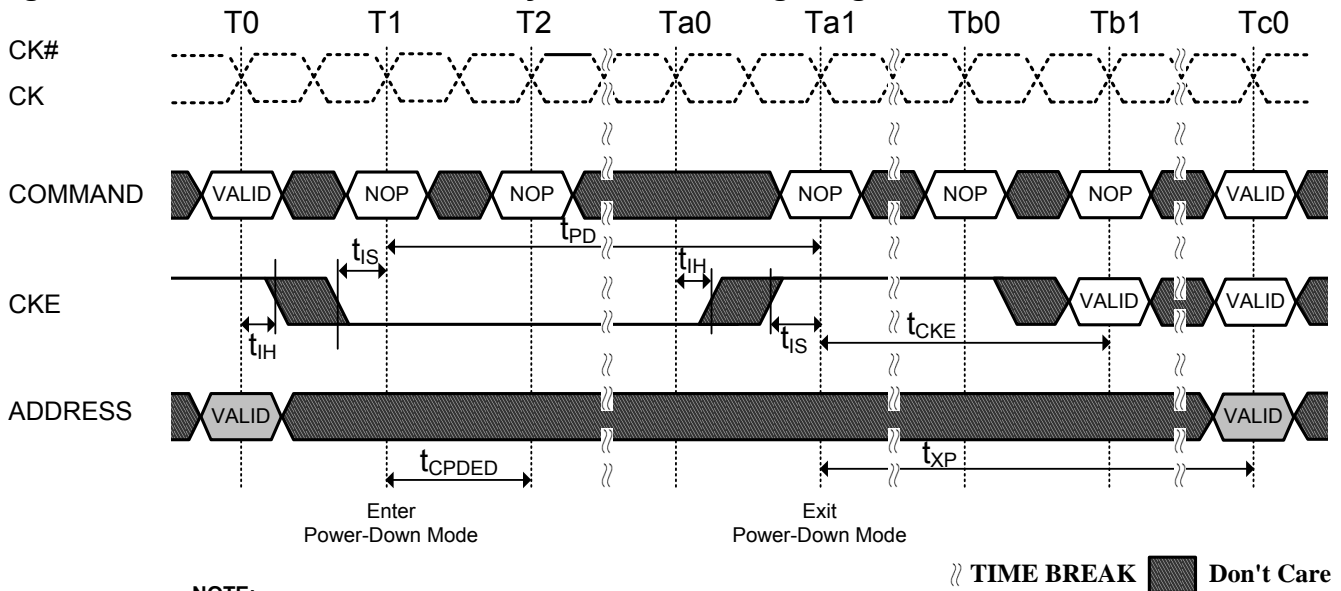 T0 T1 T2 Ta0 Ta1 Tb0 Tb1 Tc0
CK#
CK
COMMAND VALID NOP NOP NOP NOP NOP VALID
tPD
tIS tIH
CKE VALID VALID
tIH tIS tCKE
ADDRESS VALID VALID
tCPDED tXP
Enter
Power-Down Mode
Exit
Power-Down Mode
TIME BREAK Don't Care